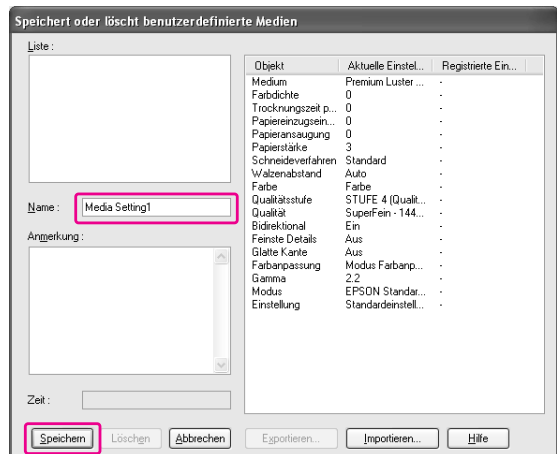 Speichert oder löscht benutzerdefinierte Medien
Liste :
Name : Media Setting1
Anmerkung :
Zeit :
Objekt Aktuelle Einstel... Registrierte Ein...
Medium Premium Luster ... -
Farbdichte 0 -
Trocknungszeit p... 0 -
Papiereinzugsein... 0 -
Papieransaugung 0 -
Papierstärke 3 -
Schneideverfahren Standard -
Walzenabstand Auto -
Farbe Farbe -
Qualitätsstufe STUFE 4 (Qualit... -
Qualität SuperFein - 144... -
Bidirektional Ein -
Feinste Details Aus -
Glatte Kante Aus -
Farbanpassung Modus Farbanp... -
Gamma 2.2 -
Modus EPSON Standar... -
Einstellung Standardeinstell... -
Speichern Löschen Abbrechen Exportieren... Importieren... Hilfe